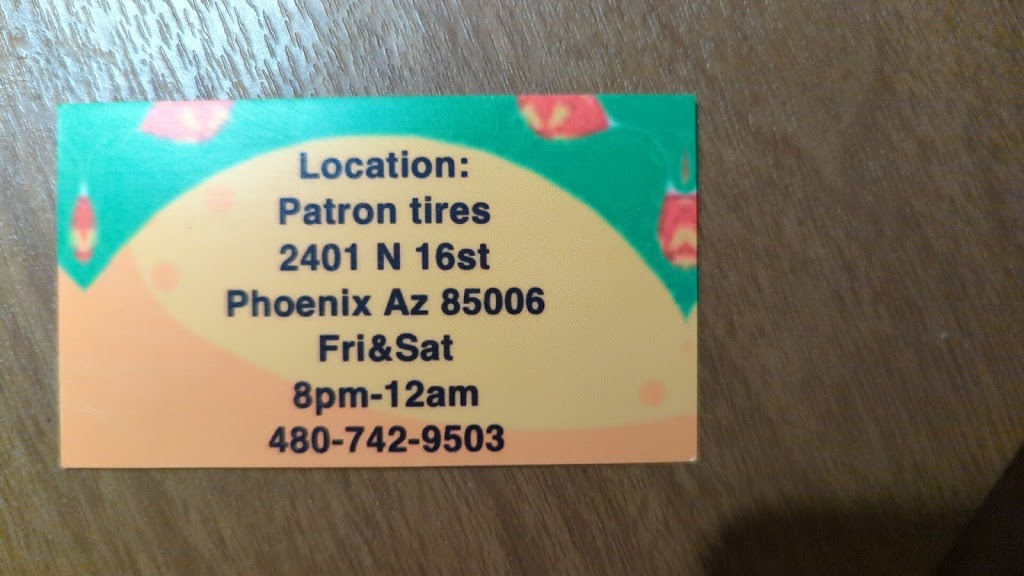 Location:
Patron tires
2401 N 16st
Phoenix Az 85006
Fri&Sat
8pm-12am
480-742-9503